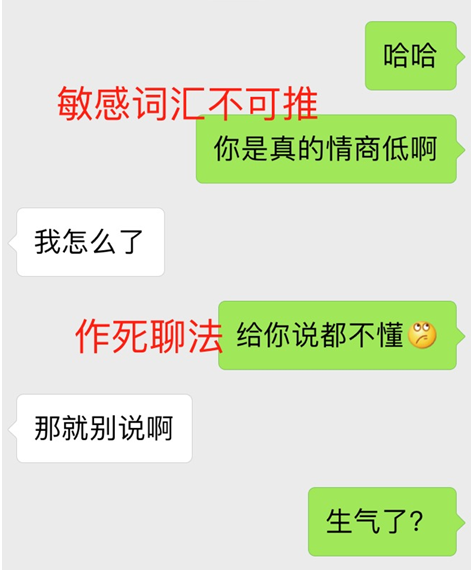 哈哈
敏感词汇不可推
你是真的情商低啊
我怎么了
作死聊法
给你说都不懂🙄
那就别说啊
生气了?